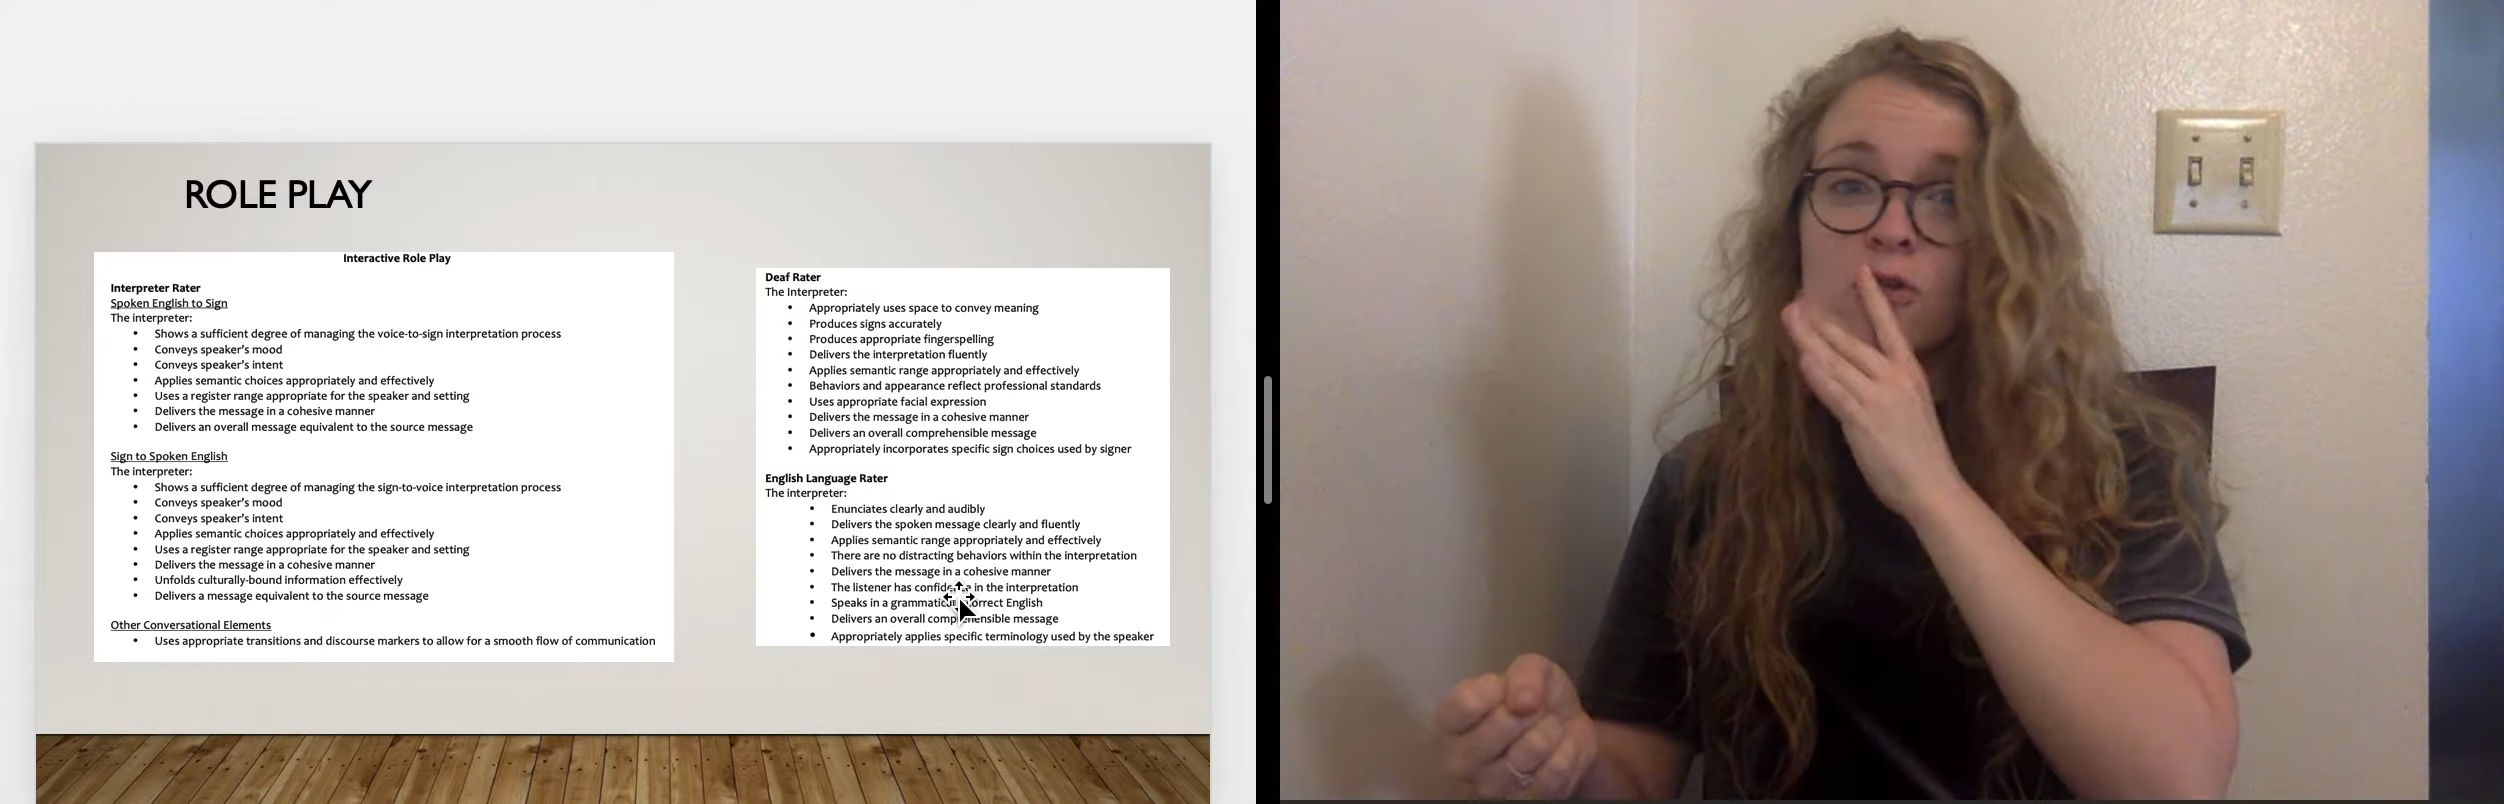 ROLE PLAY
Interactive Role Play
Interpreter Rater
Spoken English to Sign
The interpreter:
• Shows a sufficient degree of managing the voice-to-sign interpretation process
• Conveys speaker's mood
• Conveys speaker's intent
• Applies semantic choices appropriately and effectively
• Uses a register range appropriate for the speaker and setting
• Delivers the message in a cohesive manner
• Delivers an overall message equivalent to the source message
Sign to Spoken English
The interpreter:
• Shows a sufficient degree of managing the sign-to-voice interpretation process
• Conveys speaker's mood
• Conveys speaker's intent
• Applies semantic choices appropriately and effectively
• Uses a register range appropriate for the speaker and setting
• Delivers the message in a cohesive manner
• Unfolds culturally-bound information effectively
• Delivers a message equivalent to the source message
Other Conversational Elements
• Uses appropriate transitions and discourse markers to allow for a smooth flow of communication
Deaf Rater
The Interpreter:
• Appropriately uses space to convey meaning
• Produces signs accurately
• Produces appropriate fingerspelling
• Delivers the interpretation fluently
• Applies semantic range appropriately and effectively
• Behaviors and appearance reflect professional standards
• Uses appropriate facial expression
• Delivers the message in a cohesive manner
• Delivers an overall comprehensible message
• Appropriately incorporates specific sign choices used by signer
English Language Rater
The interpreter:
• Enunciates clearly and audibly
• Delivers the spoken message clearly and fluently
• Applies semantic range appropriately and effectively
• There are no distracting behaviors within the interpretation
• Delivers the message in a cohesive manner
• The listener has confidence in the interpretation
• Speaks in a correct English
• Delivers an overall comprehensible message
• Appropriately applies specific terminology used by the speaker